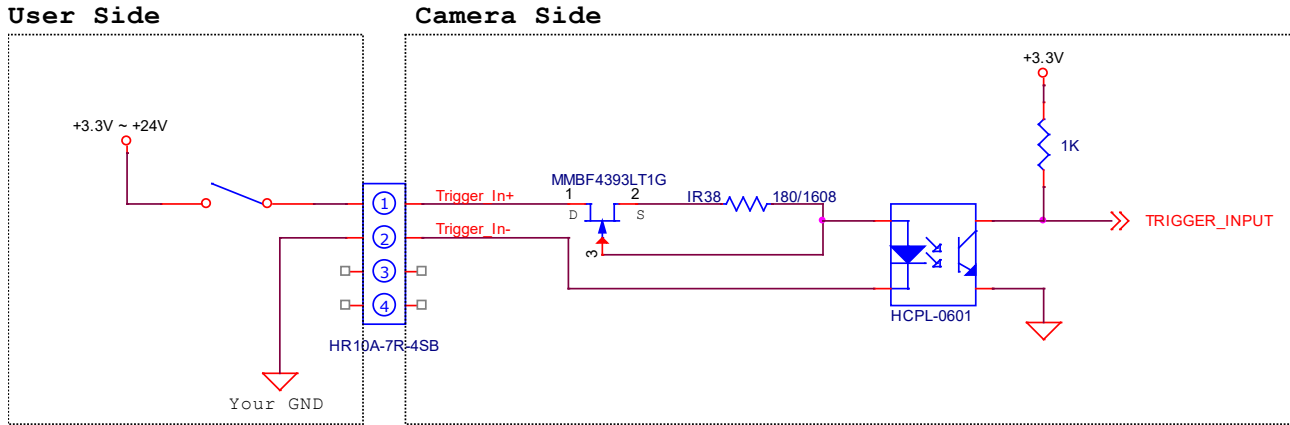 User Side
Camera Side
+3.3V
+3.3V ~ +24V
1K
MMBF4393LT1G
1
2
IR38
180/1608
D
S
3
Trigger_In+
Trigger_In-
1
2
3
4
TRIGGER_INPUT
HCPL-0601
HR10A-7R-4SB
Your GND